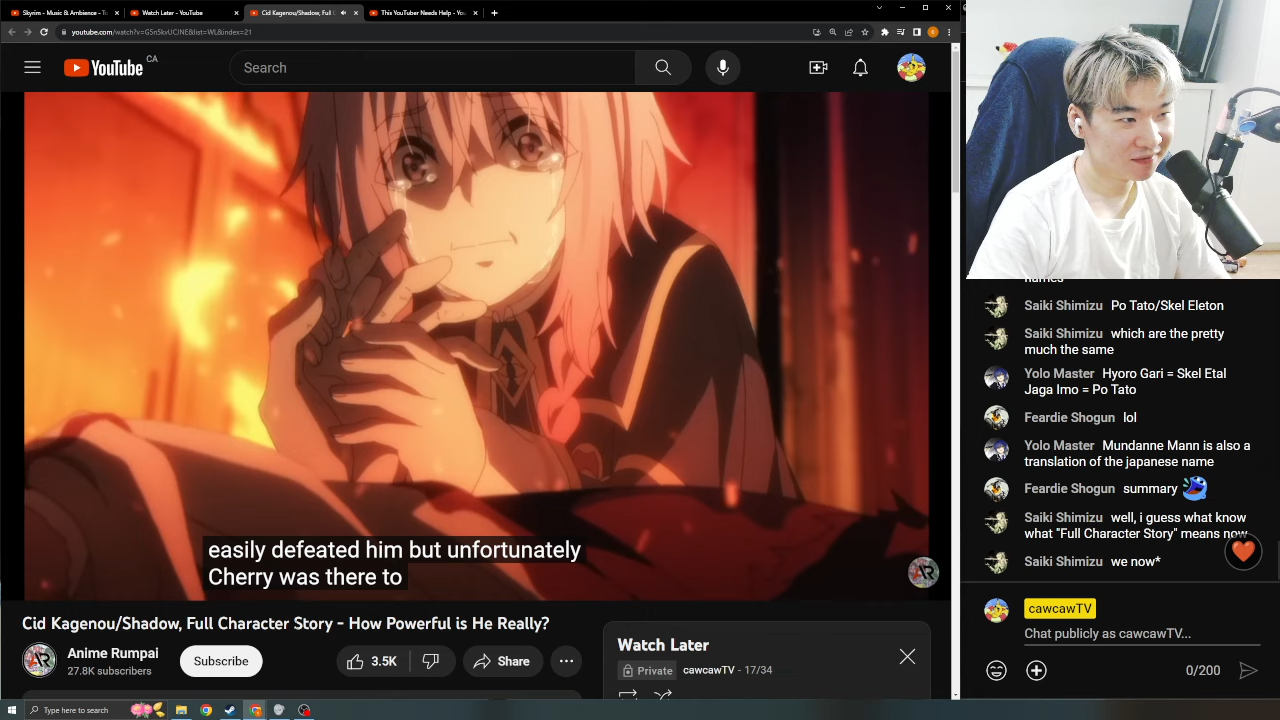 Skyrim - Music & Ambience - T
Watch Later - YouTube
Cid Kagenou/Shadow, Full C
This YouTuber Needs Help - Yo
youtube.com/watch?v=GSn5kvUCJNE&list=WL&index=21
YouTube CA
Search
easily defeated him but unfortunately
Cherry was there to
AR
Cid Kagenou/Shadow, Full Character Story - How Powerful is He Really?
AR
Anime Rumpai
27.8K subscribers
Subscribe
3.5K
Share
Watch Later
Private
cawcawTV - 17/34
Saiki Shimizu Po Tato/Skel Eleton
Saiki Shimizu which are the pretty
much the same
Yolo Master Hyoro Gari = Skel Etal
Jaga Imo = Po Tato
Feardie Shogun lol
Yolo Master Mundanne Mann is also a
translation of the japanese name
Feardie Shogun summary
Saiki Shimizu well, i guess what know
what "Full Character Story" means now
Saiki Shimizu we now*
cawcawTV
Chat publicly as cawcawTV...
0/200
Type here to search